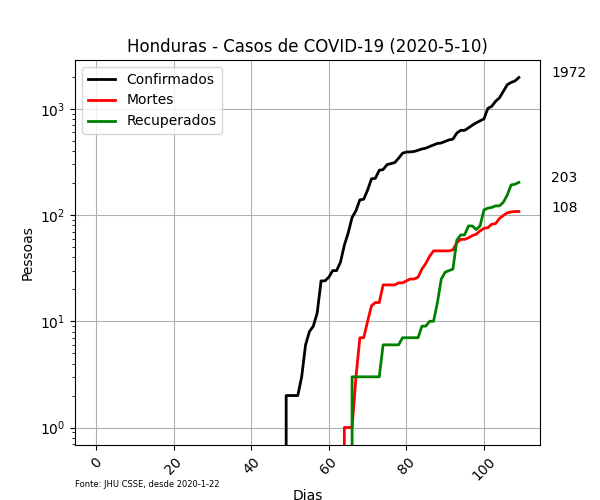 Honduras - Casos de COVID-19 (2020-5-10)
Confirmados
Mortes
Recuperados
1972
203
108
10³
10²
10¹
10⁰
Pessoas
0
20
40
60
80
100
Fonte: JHU CSSE, desde 2020-1-22
Dias